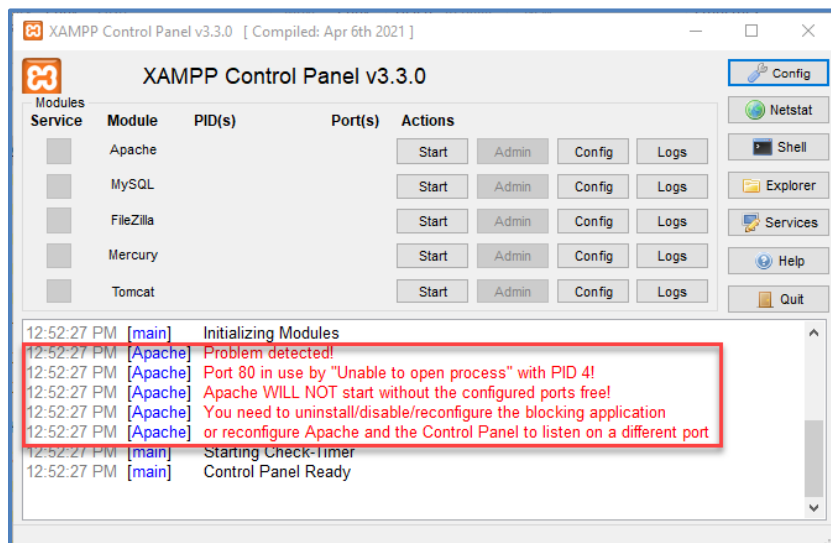 XAMPP Control Panel v3.3.0 [ Compiled: Apr 6th 2021 ]
XAMPP Control Panel v3.3.0
Config
Modules
Service Module PID(s) Port(s) Actions
Netstat
Apache Start Admin Config Logs
Shell
MySQL Start Admin Config Logs
Explorer
FileZilla Start Admin Config Logs
Services
Mercury Start Admin Config Logs
Help
Tomcat Start Admin Config Logs
Quit
12:52:27 PM [main] Initializing Modules
12:52:27 PM [Apache] Problem detected!
12:52:27 PM [Apache] Port 80 in use by "Unable to open process" with PID 4!
12:52:27 PM [Apache] Apache WILL NOT start without the configured ports free!
12:52:27 PM [Apache] You need to uninstall/disable/reconfigure the blocking application
12:52:27 PM [Apache] or reconfigure Apache and the Control Panel to listen on a different port
12:52:27 PM [main] Starting Check-Timer
12:52:27 PM [main] Control Panel Ready